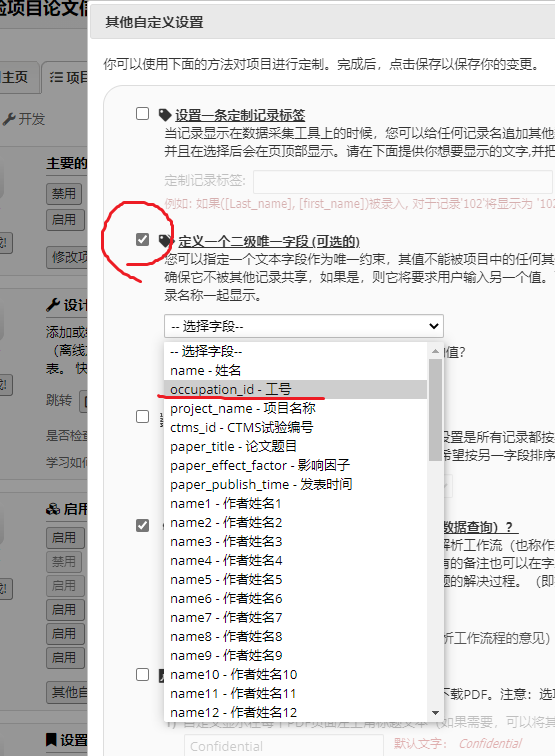 检项目论文信
主页
项目
开发
主要的
禁用
启用
修改项
设计
添加或编
（离线方
表。 快
跳转
是否检查
学习如何
启用
启用
禁用
启用
启用
启用
启用
其他自
设置
其他自定义设置
你可以使用下面的方法对项目进行定制。完成后，点击保存以保存你的变更。
设置一条定制记录标签
当记录显示在数据采集工具上的时候，您可以给任何记录名追加其他
并且在选择后会在页顶部显示。请在下面提供你想要显示的文字,并把
定制记录标签:
例如: 如果([Last_name], [first_name])被录入, 对于记录'102'将显示为 '102
定义一个二级唯一字段 (可选的)
您可以指定一个文本字段作为唯一约束，其值不能被项目中的任何其
确保它不被其他记录共享，如果是，则它将要求用户输入另一个值。
录名称一起显示。
-- 选择字段--
的值?
-- 选择字段--
name - 姓名
occupation_id - 工号
project_name - 项目名称
ctms_id - CTMS试验编号
paper_title - 论文题目
paper_effect_factor - 影响因子
paper_publish_time - 发表时间
name1 - 作者姓名1
name2 - 作者姓名2
name3 - 作者姓名3
name4 - 作者姓名4
name5 - 作者姓名5
name6 - 作者姓名6
name7 - 作者姓名7
name8 - 作者姓名8
name9 - 作者姓名9
name10 - 作者姓名10
name11 - 作者姓名11
name12 - 作者姓名12
设置是所有记录都按
希望按另一字段排序
数据查询）?
解析工作流（也称作
有的备注也可以在字
题的解决过程。（即
析工作流程的意见）
下载PDF。注意：选项
如果需要，可以将其
Confidential
默认文字： Confidential